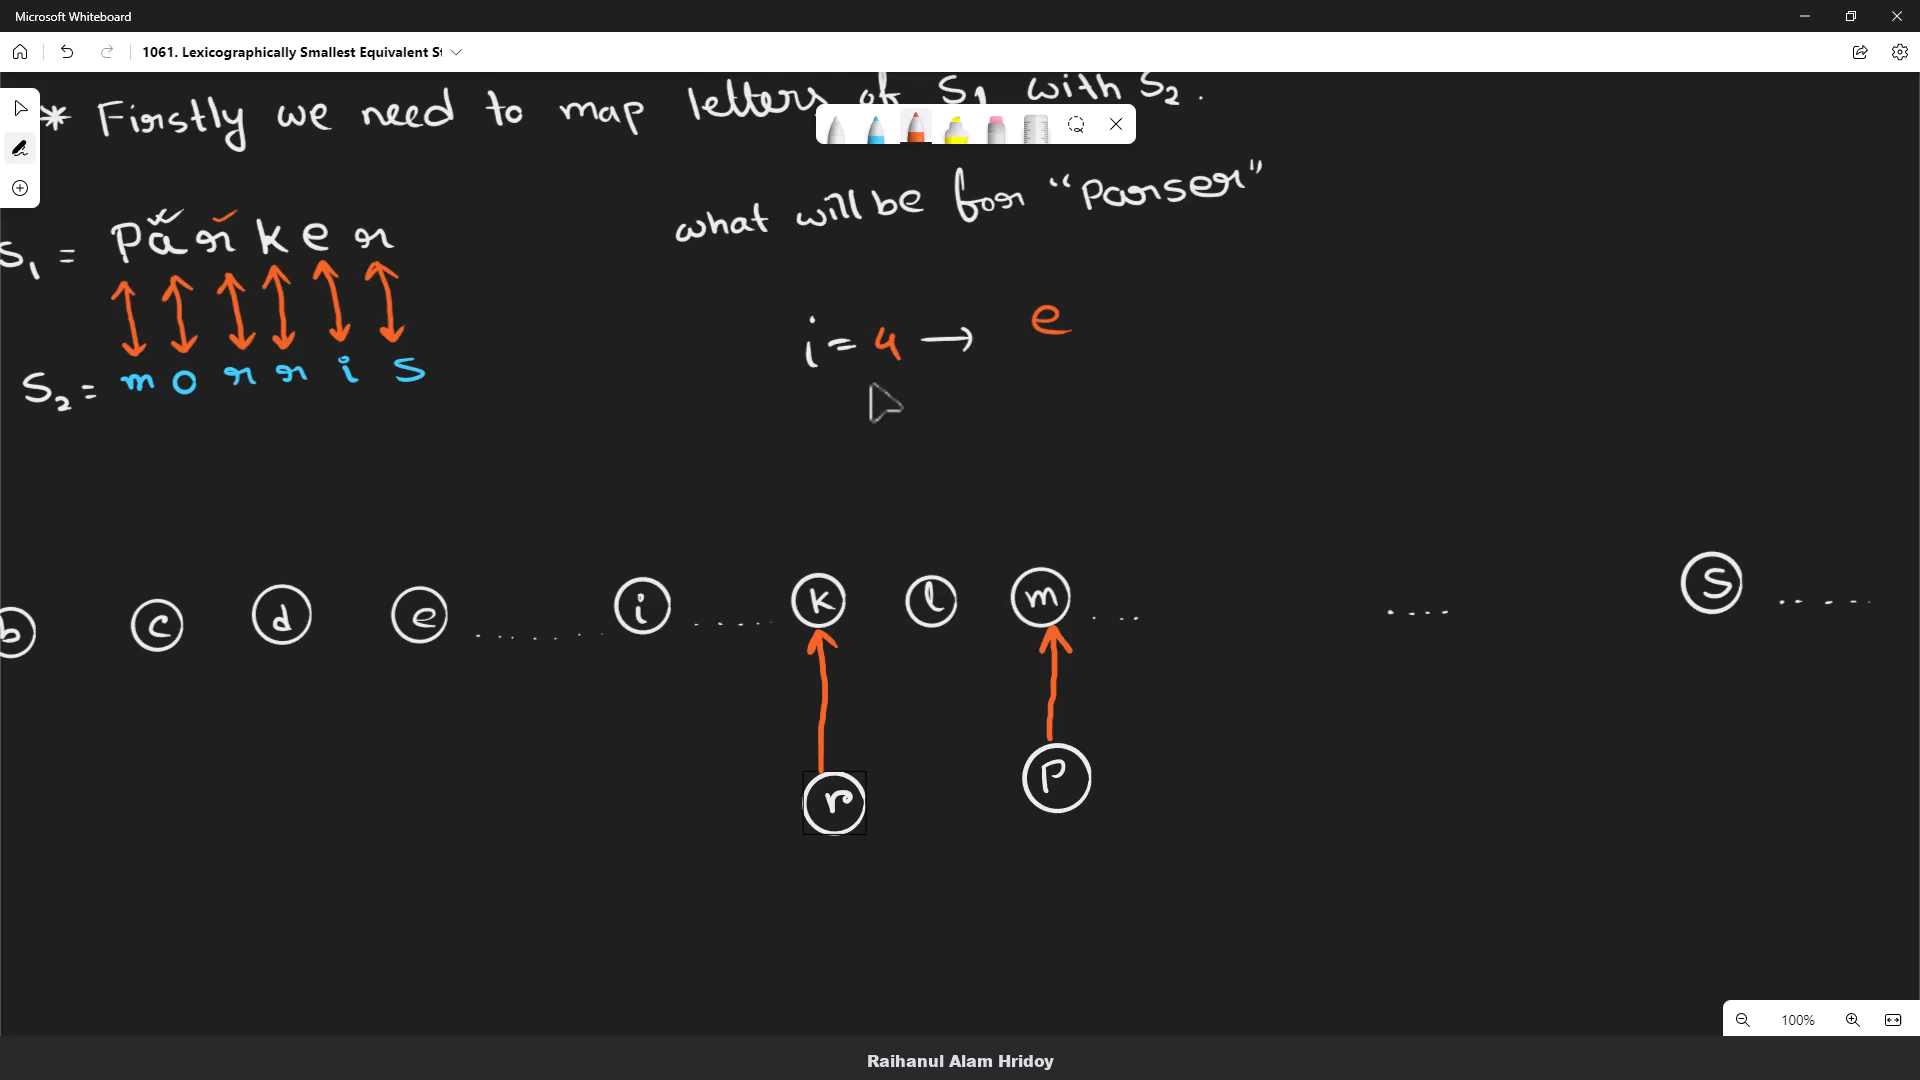 Microsoft Whiteboard
1061. Lexicographically Smallest Equivalent St
* Firstly we need to map letters of S1 with S2.
what will be for "Parser"
S1 = P a r k e r
i = 4 → e
S2 = m o r r i s
b c d e ........ i ...... k l m ... .... S .....
r P
100%
Raihanul Alam Hridoy